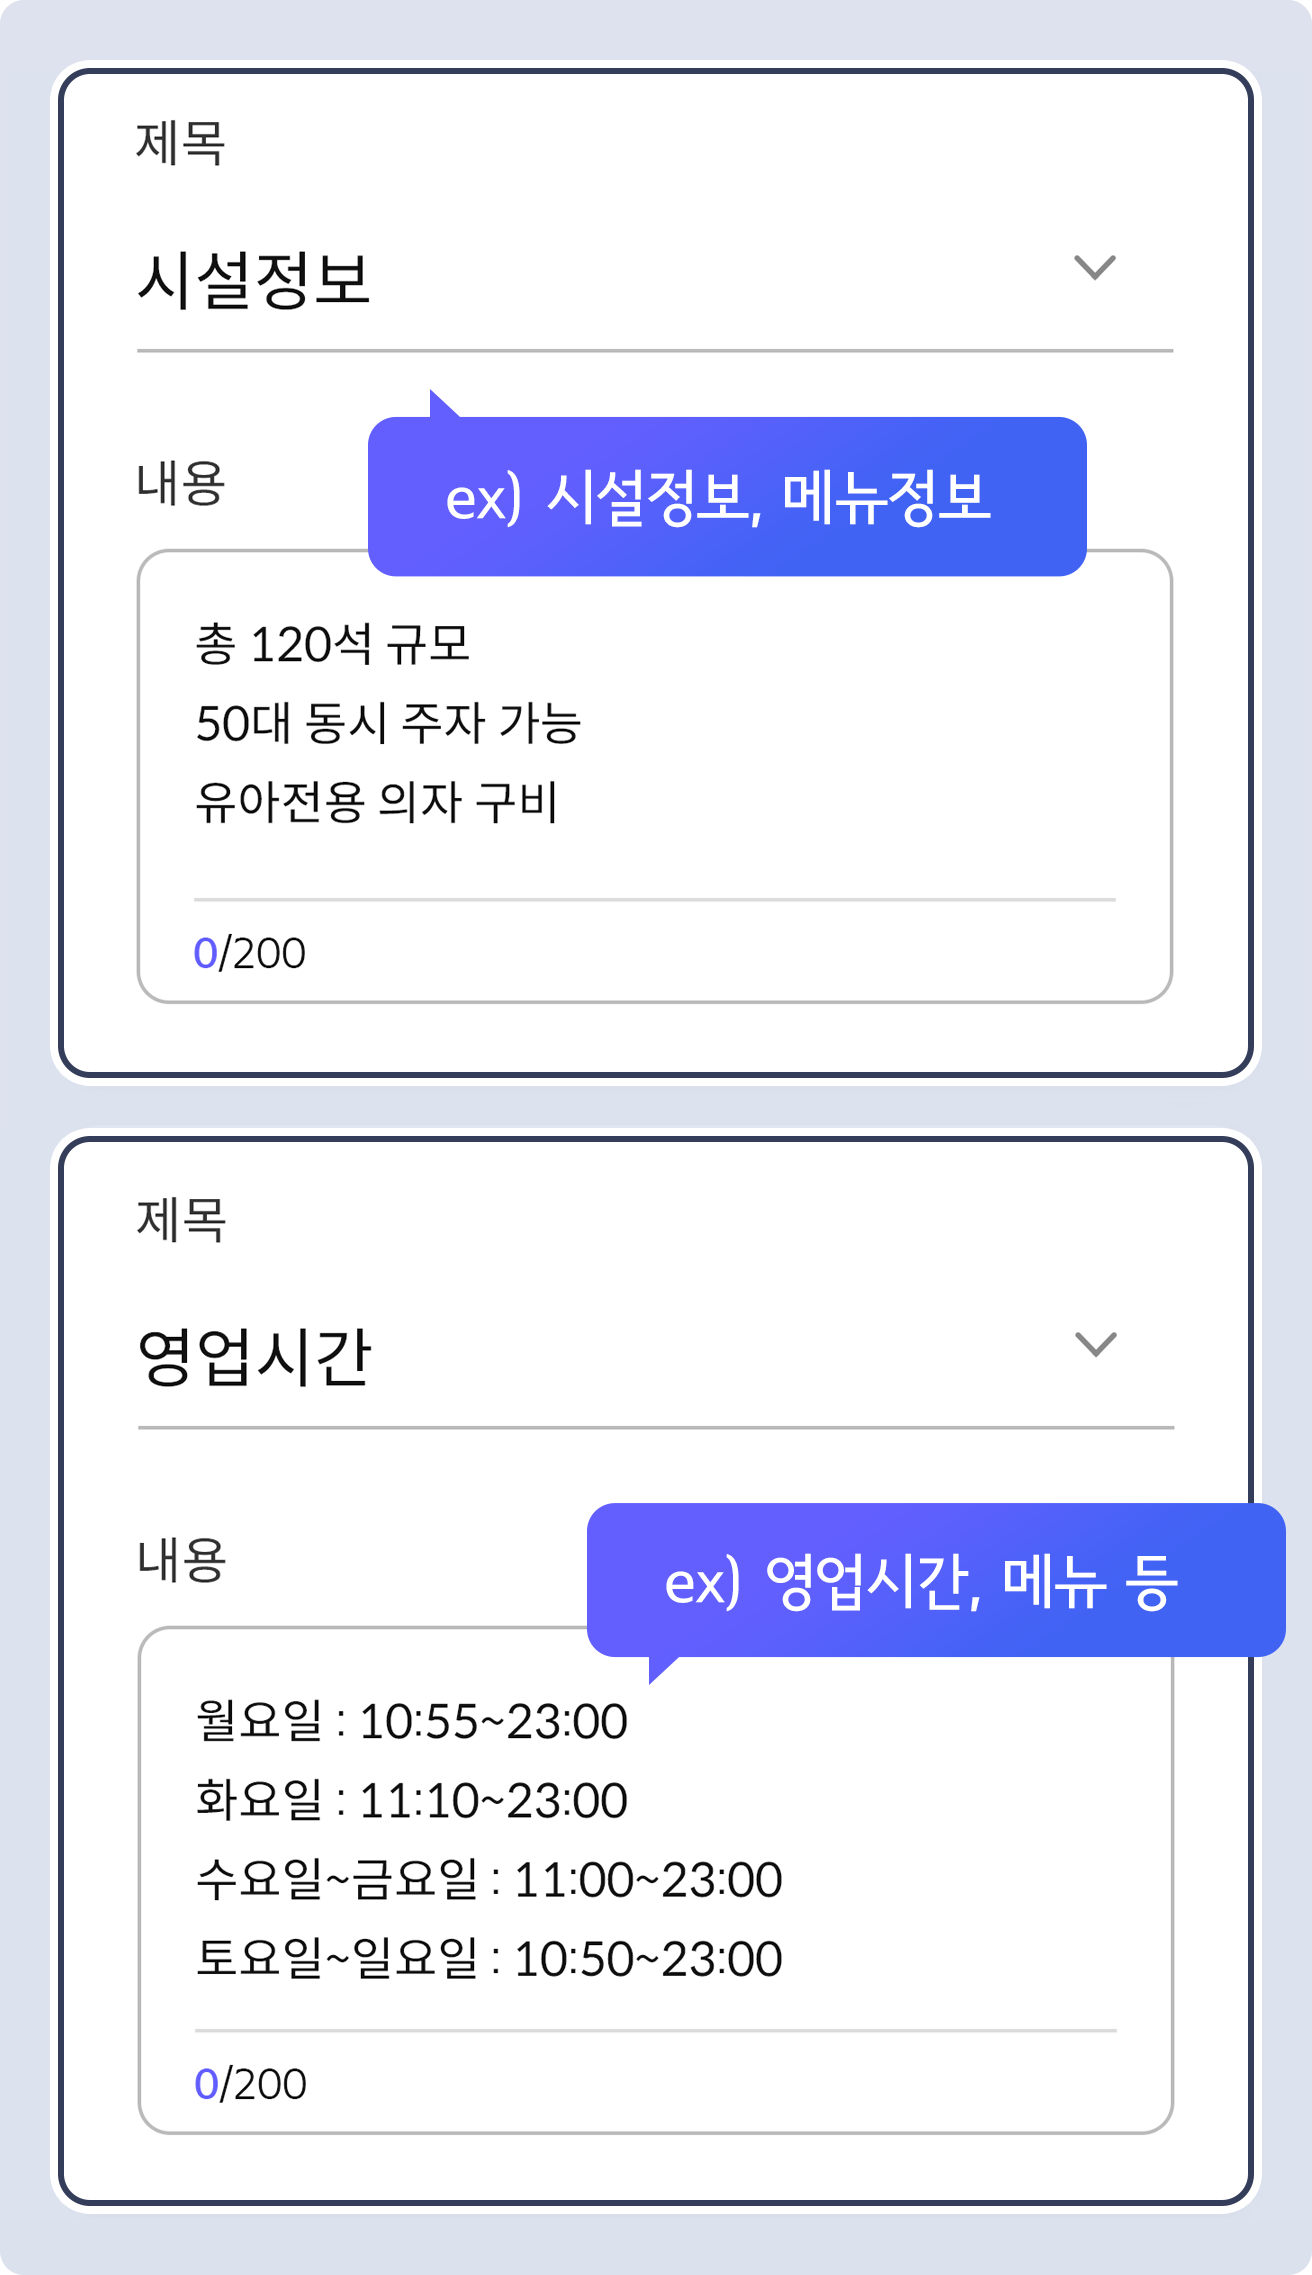 제목
시설정보
내용
ex) 시설정보, 메뉴정보
총 120석 규모
50대 동시 주자 가능
유아전용 의자 구비
0/200
제목
영업시간
내용
ex) 영업시간, 메뉴 등
월요일 : 10:55~23:00
화요일 : 11:10~23:00
수요일~금요일 : 11:00~23:00
토요일~일요일 : 10:50~23:00
0/200